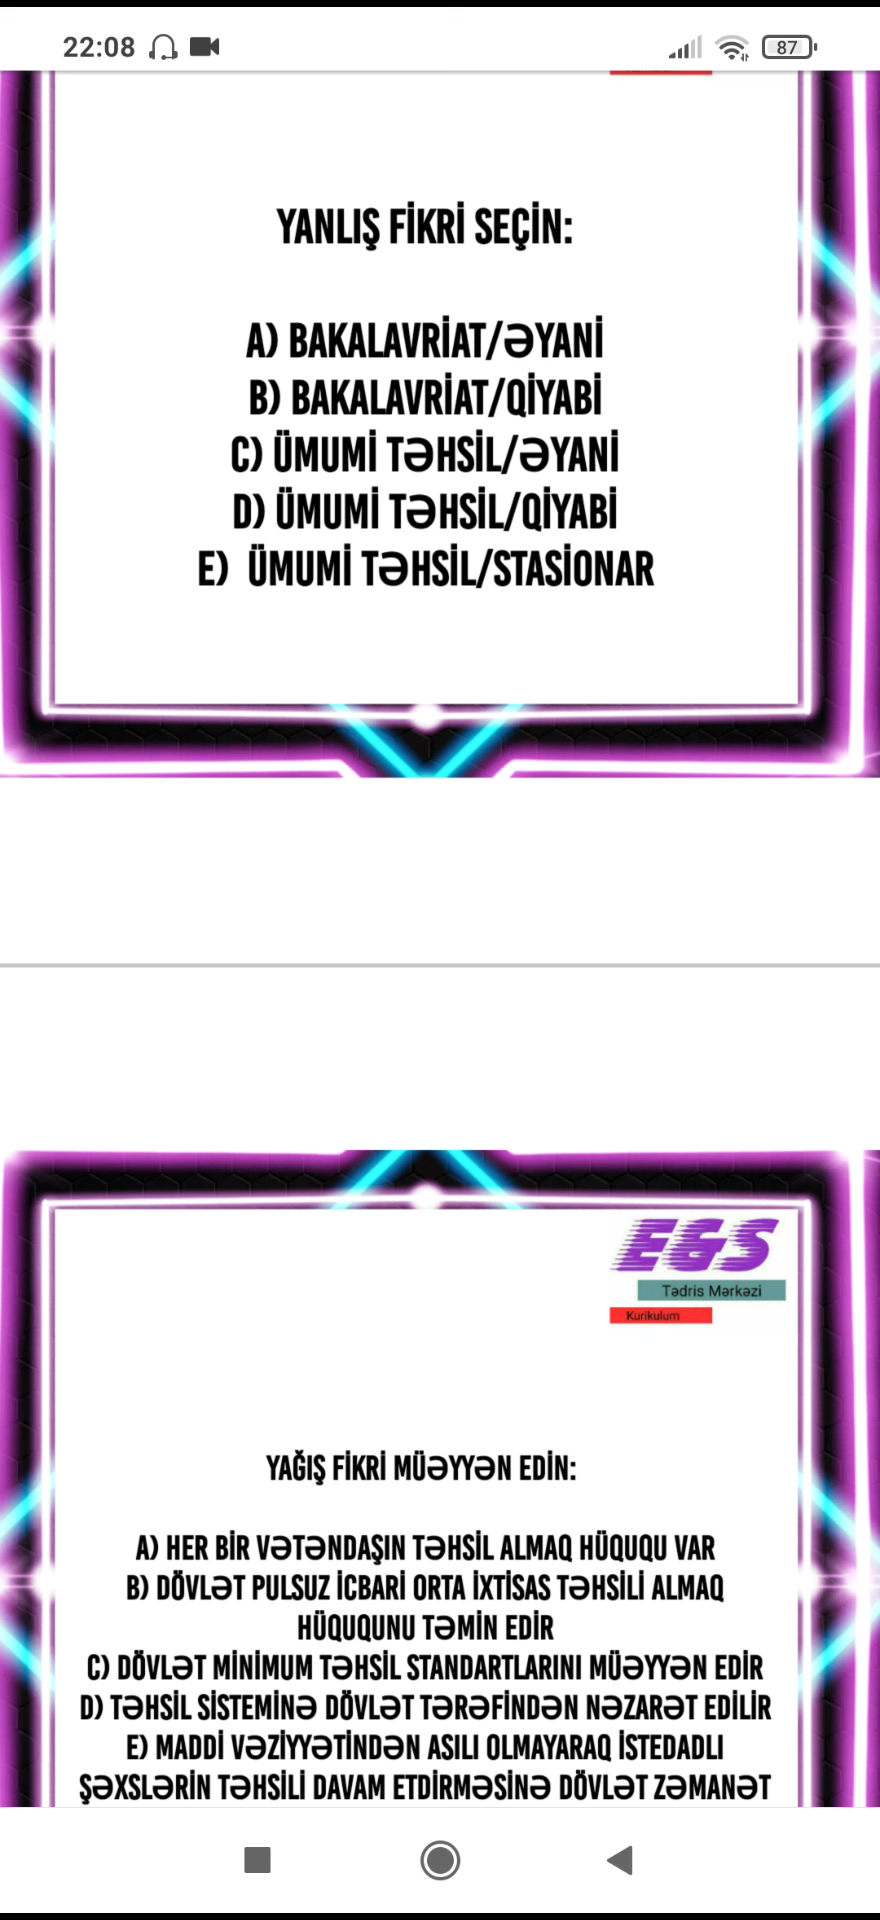 22:08
87
YANLIŞ FİKRİ SEÇİN:
A) BAKALAVRİAT/ƏYANİ
B) BAKALAVRİAT/QİYABİ
C) ÜMUMİ TƏHSİL/ƏYANİ
D) ÜMUMİ TƏHSİL/QİYABİ
E) ÜMUMİ TƏHSİL/STASİONAR
EGS
Tədris Mərkəzi
Kurikulum
YAĞIŞ FİKRİ MÜƏYYƏN EDİN:
A) HER BİR VƏTƏNDAŞIN TƏHSİL ALMAQ HÜQUQU VAR
B) DÖVLƏT PULSUZ İCBARİ ORTA İXTİSAS TƏHSİLİ ALMAQ
HÜQUQUNU TƏMİN EDİR
C) DÖVLƏT MİNİMUM TƏHSİL STANDARTLARINI MÜƏYYƏN EDİR
D) TƏHSİL SİSTEMİNƏ DÖVLƏT TƏRƏFİNDƏN NƏZARƏT EDİLİR
E) MADDİ VƏZİYYƏTİNDƏN ASILI OLMAYARAQ İSTEDADLI
ŞƏXSLƏRİN TƏHSİLİ DAVAM ETDİRMƏSİNƏ DÖVLƏT ZƏMANƏT